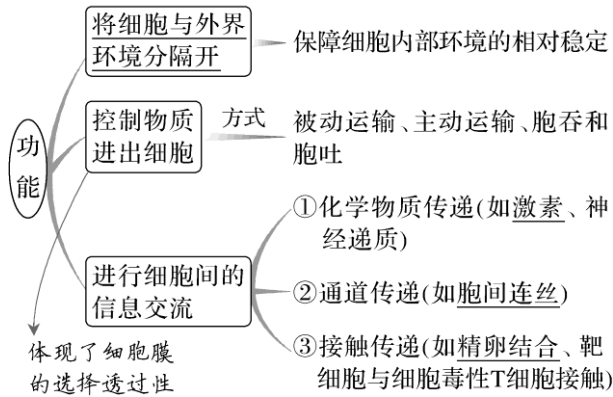 功
能
将细胞与外界
环境分隔开
保障细胞内部环境的相对稳定
控制物质
进出细胞
方式
被动运输、主动运输、胞吞和
胞吐
进行细胞间的
信息交流
①化学物质传递(如激素、神
经递质)
②通道传递(如胞间连丝)
③接触传递(如精卵结合、靶
细胞与细胞毒性T细胞接触)
体现了细胞膜
的选择透过性